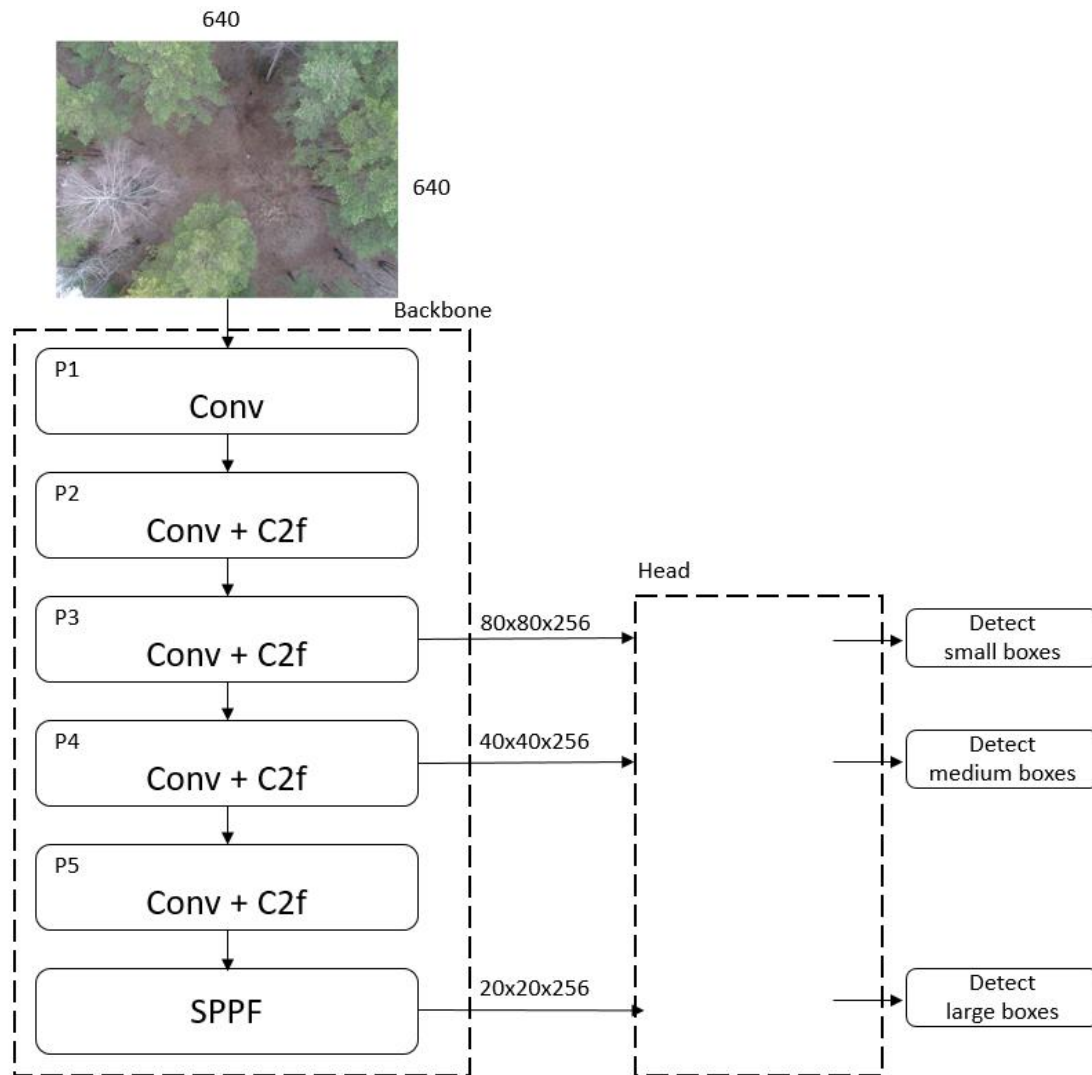 640
640
Backbone
P1
Conv
P2
Conv + C2f
Head
P3
Conv + C2f
80x80x256
Detect
small boxes
P4
Conv + C2f
40x40x256
Detect
medium boxes
P5
Conv + C2f
SPPF
20x20x256
Detect
large boxes